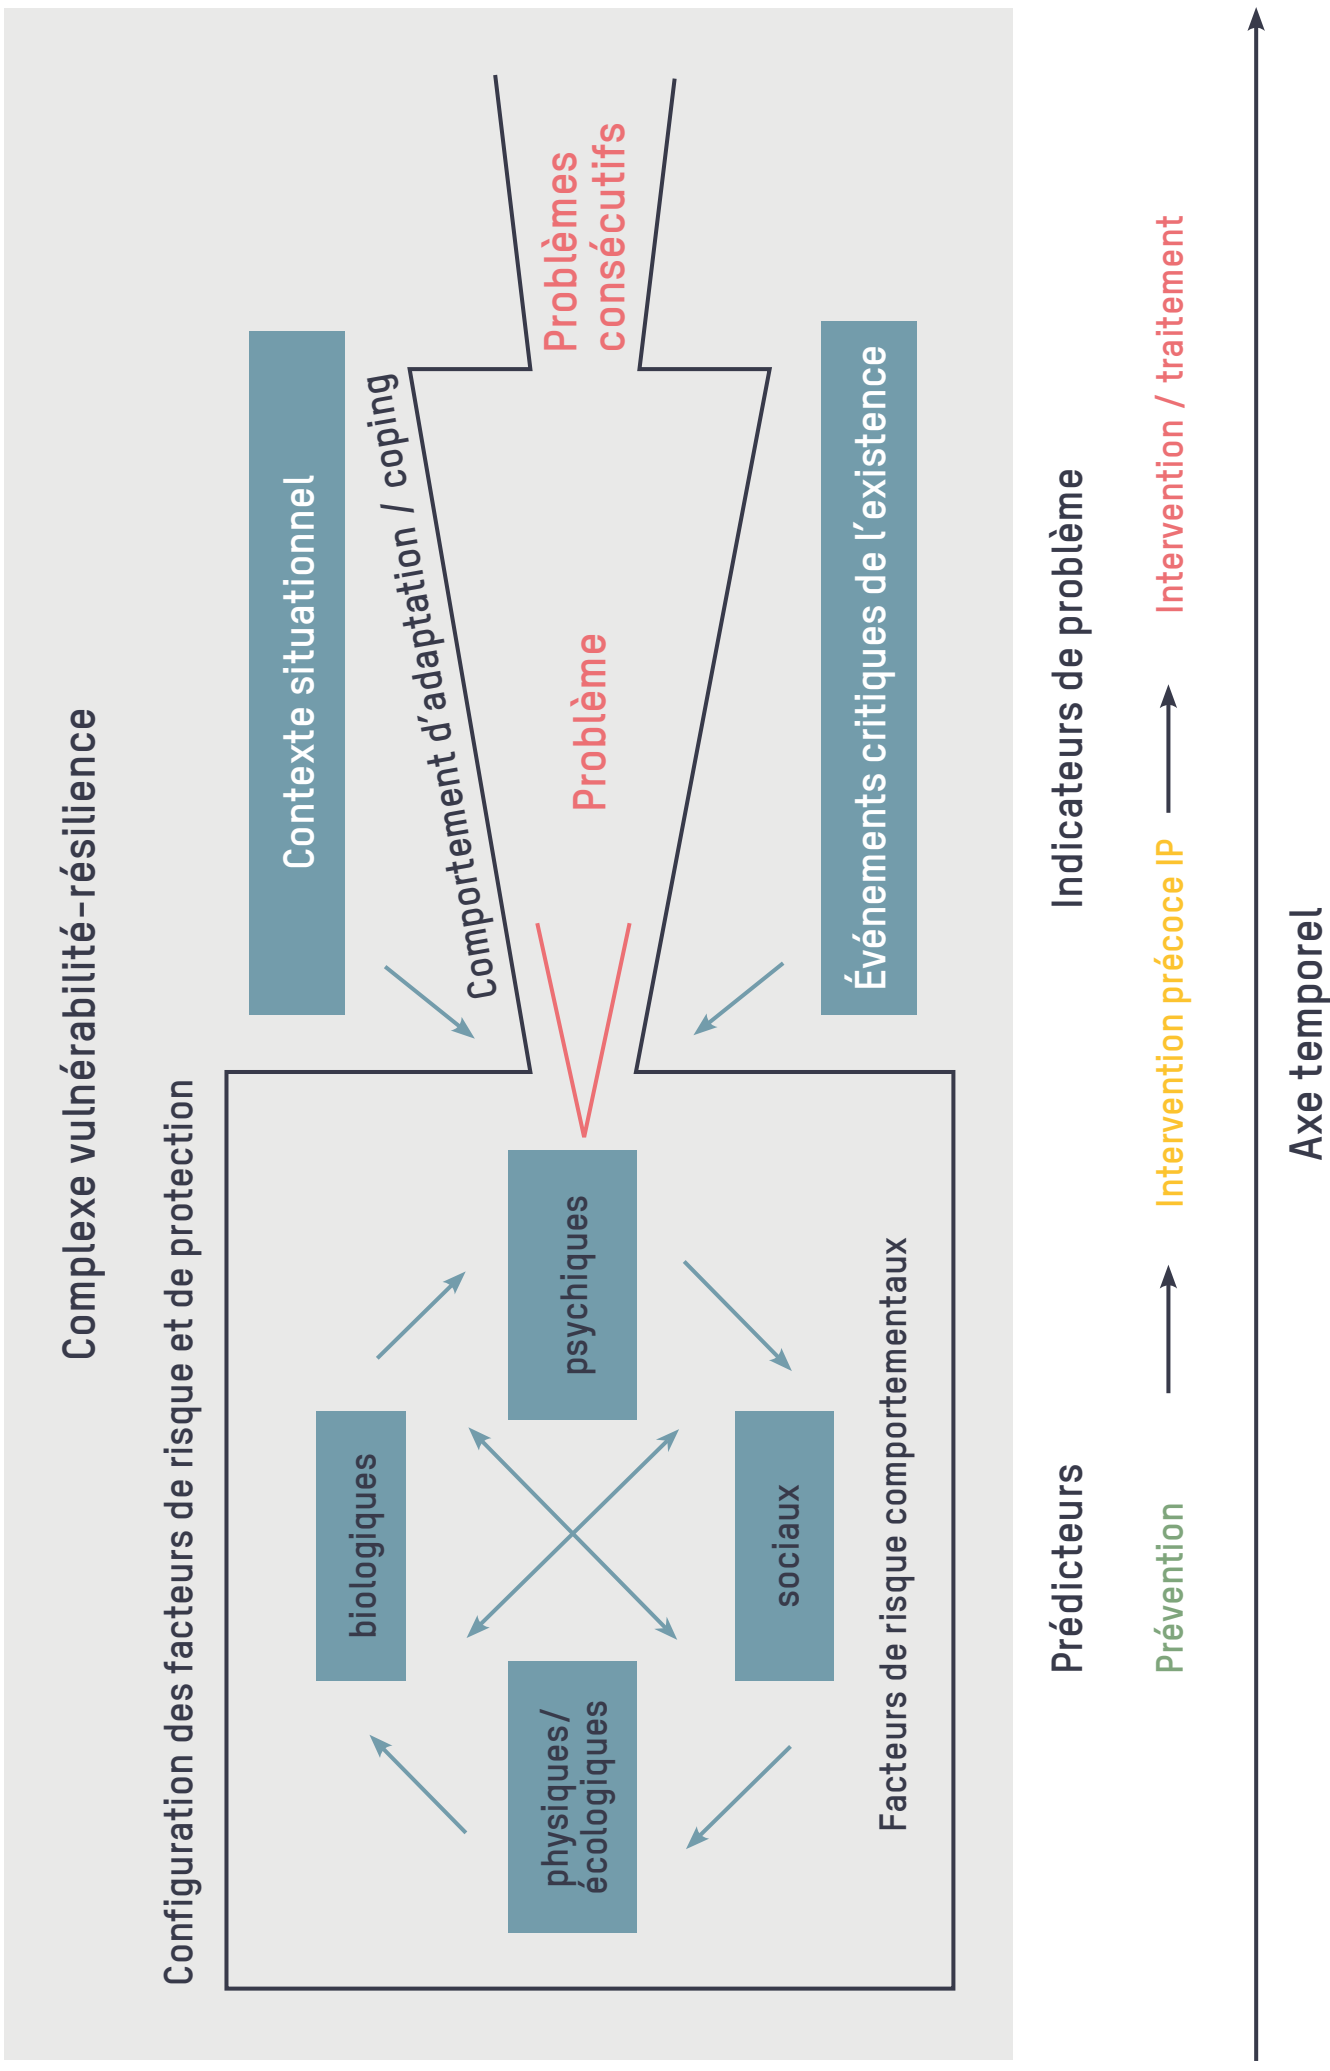 Complexe vulnérabilité-résilience
Configuration des facteurs de risque et de protection
biologiques
physiques/
écologiques
psychiques
sociaux
Facteurs de risque comportementaux
Contexte situationnel
Comportement d'adaptation / coping
Problème
Problèmes
consécutifs
Événements critiques de l'existence
Prédicteurs
Indicateurs de problème
Prévention
Intervention précoce IP
Intervention / traitement
Axe temporel